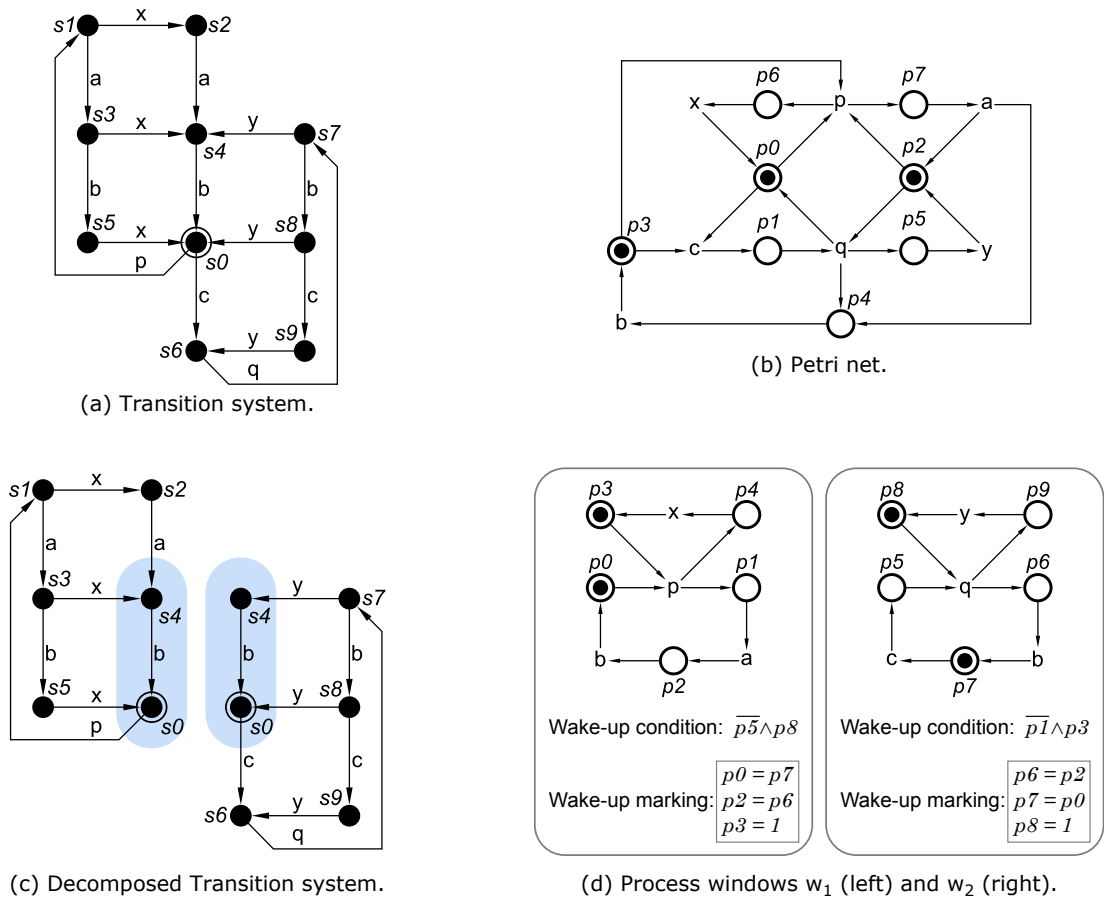 s1 x s2
a a
s3 x s4 y s7
b b b
s5 x s0 y s8
p
c c
s6 y s9
q
(a) Transition system.
p6 p7
x p a
p0 p2
p3 p1 p5
c q y
p4
b
(b) Petri net.
s1 x s2
a a
s3 x s4 s4 y s7
b b b b
s5 x s0 s0 y s8
p
c c
s6 y s9
q
(c) Decomposed Transition system.
p3 x p4
p0 p p1
b a
p2
Wake-up condition: p5∧p8
Wake-up marking: p0 = p7
p2 = p6
p3 = 1
p8 y p9
p5 q p6
c b
p7
Wake-up condition: p1∧p3
Wake-up marking: p6 = p2
p7 = p0
p8 = 1
(d) Process windows w₁ (left) and w₂ (right).